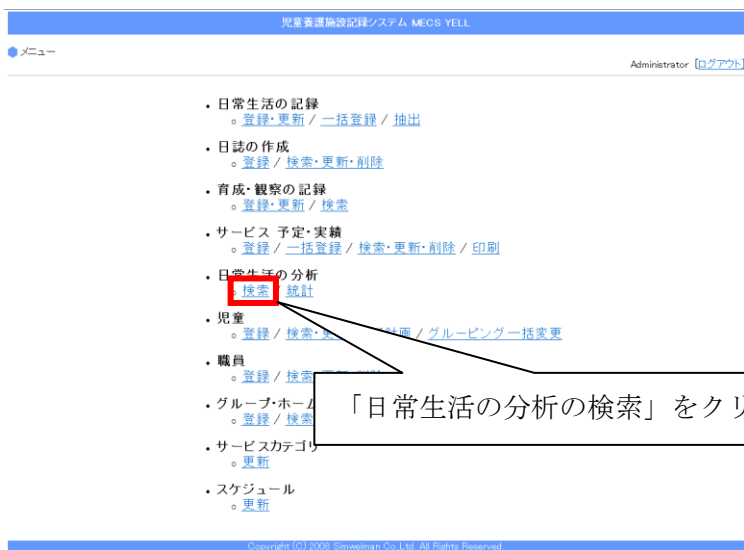 児童養護施設記録システム MECS YELL
メニュー
Administrator [ログアウト]
・日常生活の記録
○ 登録・更新 / 一括登録 / 抽出
・日誌の作成
○ 登録 / 検索・更新・削除
・育成・観察の記録
○ 登録・更新 / 検索
・サービス 予定・実績
○ 登録 / 一括登録 / 検索・更新・削除 / 印刷
・日常生活の分析
○ 検索 / 統計
・児童
○ 登録 / 検索・ 計画 / グルーピング一括変更
・職員
○ 登録 / 検索
・グループ・ホーム
○ 登録 / 検索
「日常生活の分析の検索」をクリ
・サービスカテゴリ
○ 更新
・スケジュール
○ 更新
Copyright (C) 2008 Simwelman Co.,Ltd. All Rights Reserved